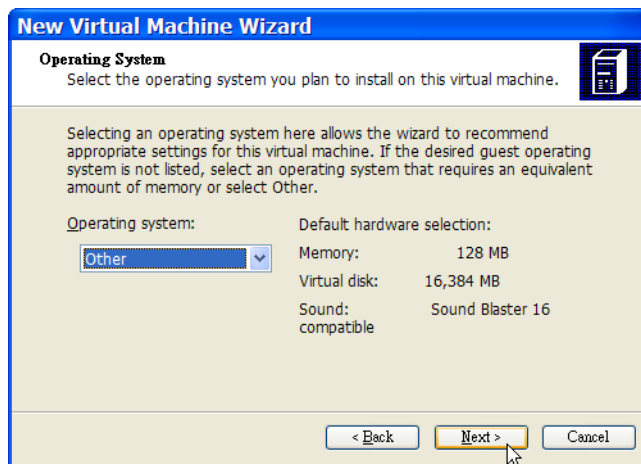 New Virtual Machine Wizard
Operating System
Select the operating system you plan to install on this virtual machine.
Selecting an operating system here allows the wizard to recommend
appropriate settings for this virtual machine. If the desired guest operating
system is not listed, select an operating system that requires an equivalent
amount of memory or select Other.
Operating system:
Other
Default hardware selection:
Memory: 128 MB
Virtual disk: 16,384 MB
Sound: Sound Blaster 16
compatible
< Back Next > Cancel